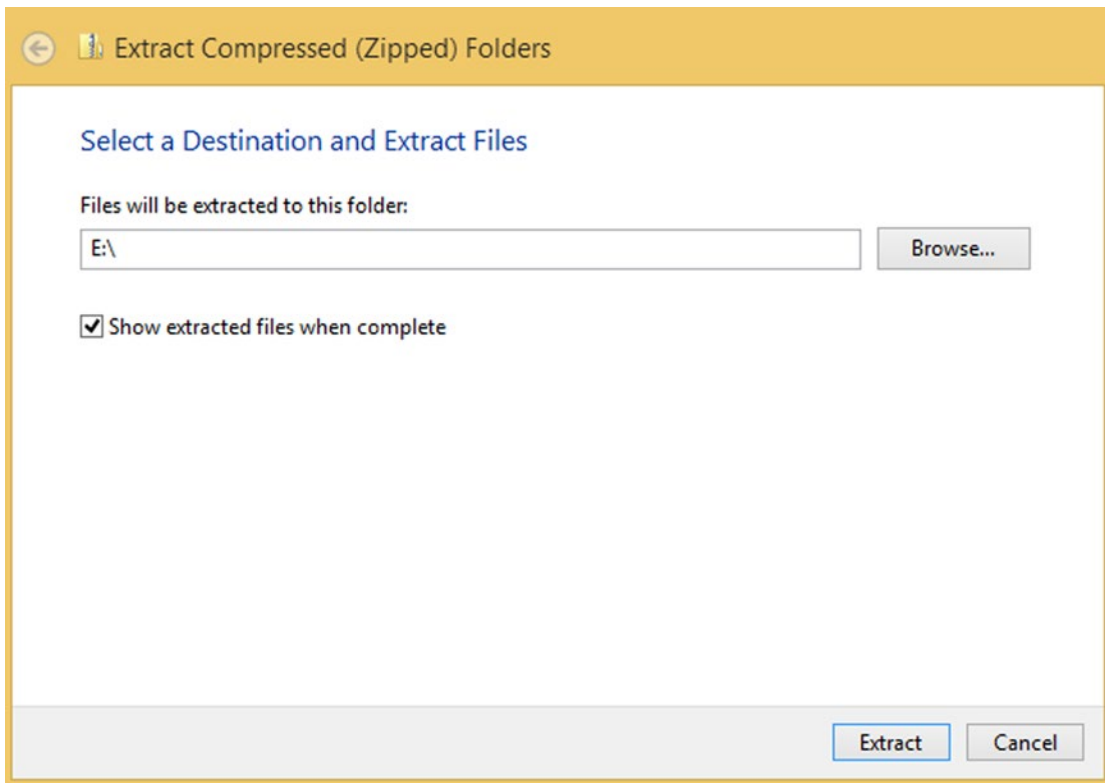 Extract Compressed (Zipped) Folders
Select a Destination and Extract Files
Files will be extracted to this folder:
E:\
Browse...
Show extracted files when complete
Extract
Cancel